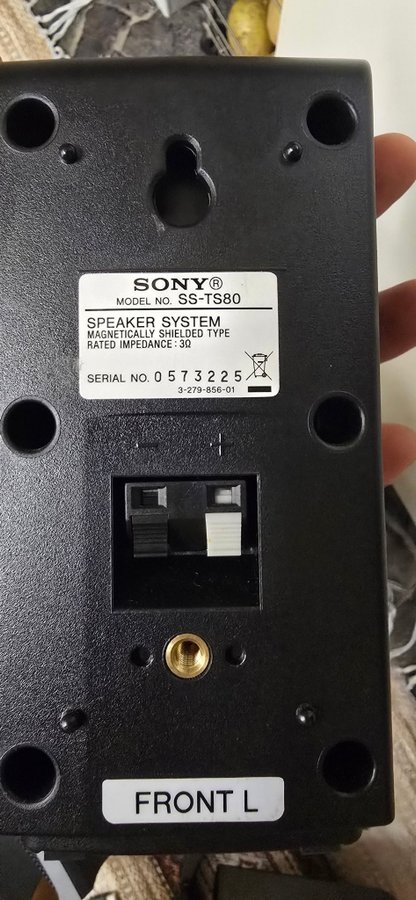 SONY®
MODEL NO. SS-TS80
SPEAKER SYSTEM
MAGNETICALLY SHIELDED TYPE
RATED IMPEDANCE : 3Ω
SERIAL NO. 0573225
3-279-856-01
− +
FRONT L